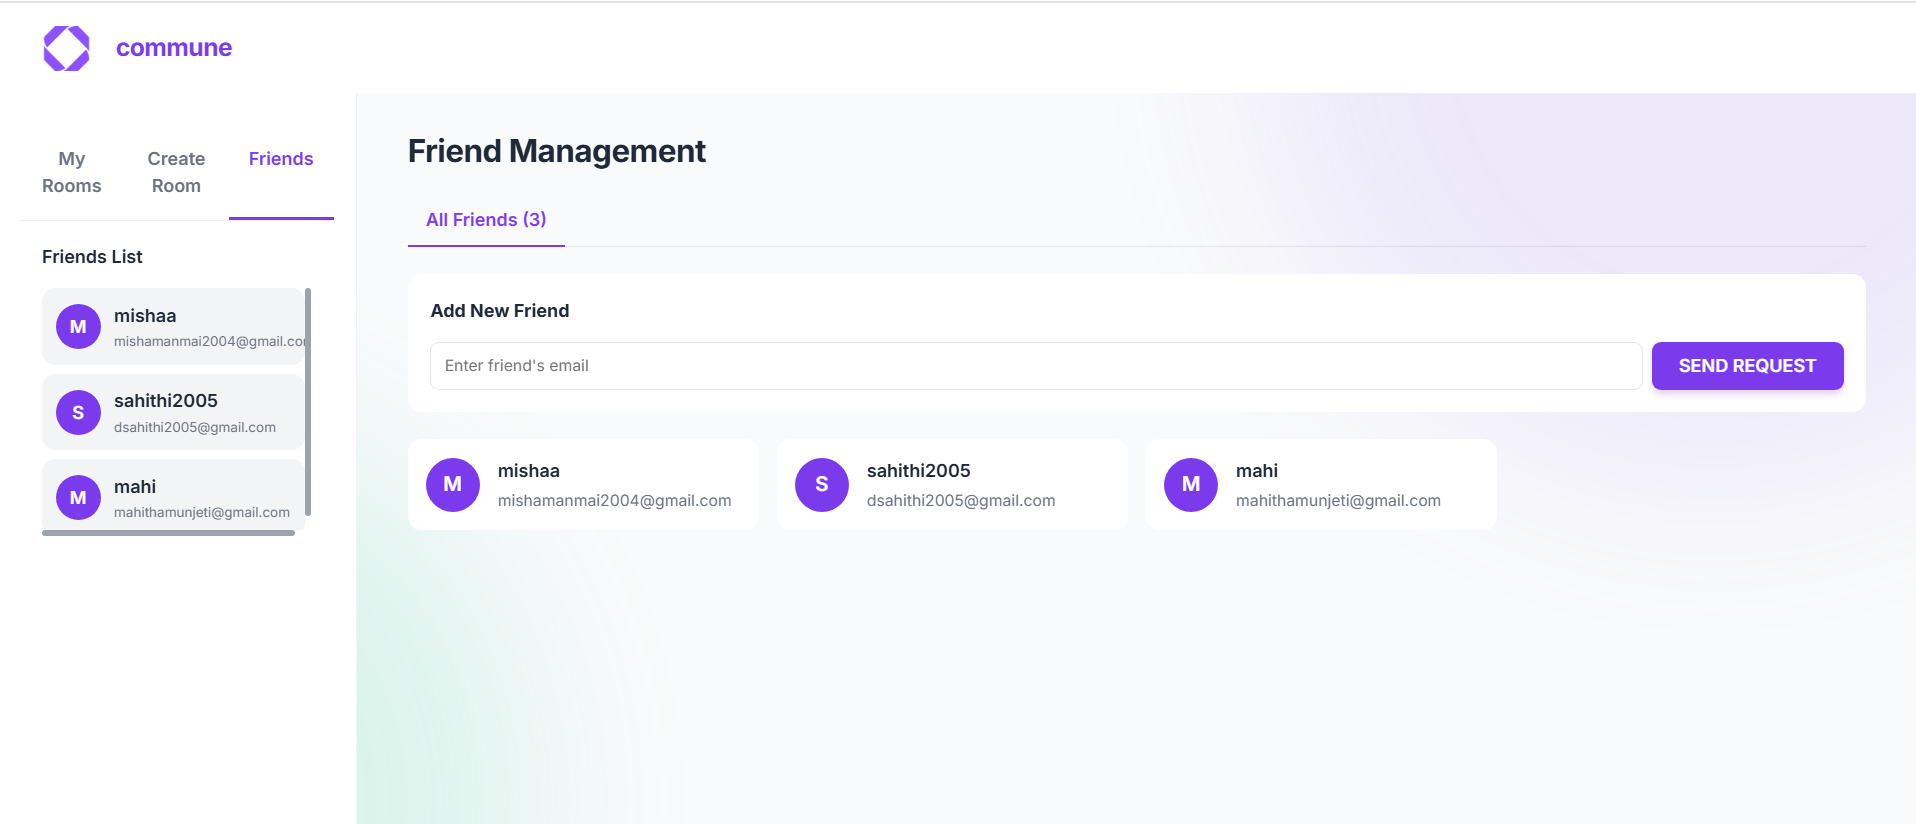 commune
My
Rooms
Create
Room
Friends
Friends List
M
mishaa
mishamanmai2004@gmail.co
S
sahithi2005
dsahithi2005@gmail.com
M
mahi
mahithamunjeti@gmail.com
Friend Management
All Friends (3)
Add New Friend
Enter friend's email
SEND REQUEST
M
mishaa
mishamanmai2004@gmail.com
S
sahithi2005
dsahithi2005@gmail.com
M
mahi
mahithamunjeti@gmail.com